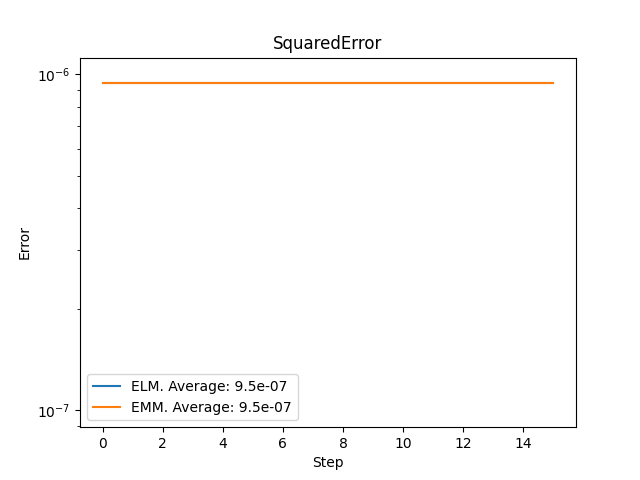 SquaredError
10⁻⁶
Error
10⁻⁷
ELM. Average: 9.5e-07
EMM. Average: 9.5e-07
0 2 4 6 8 10 12 14
Step